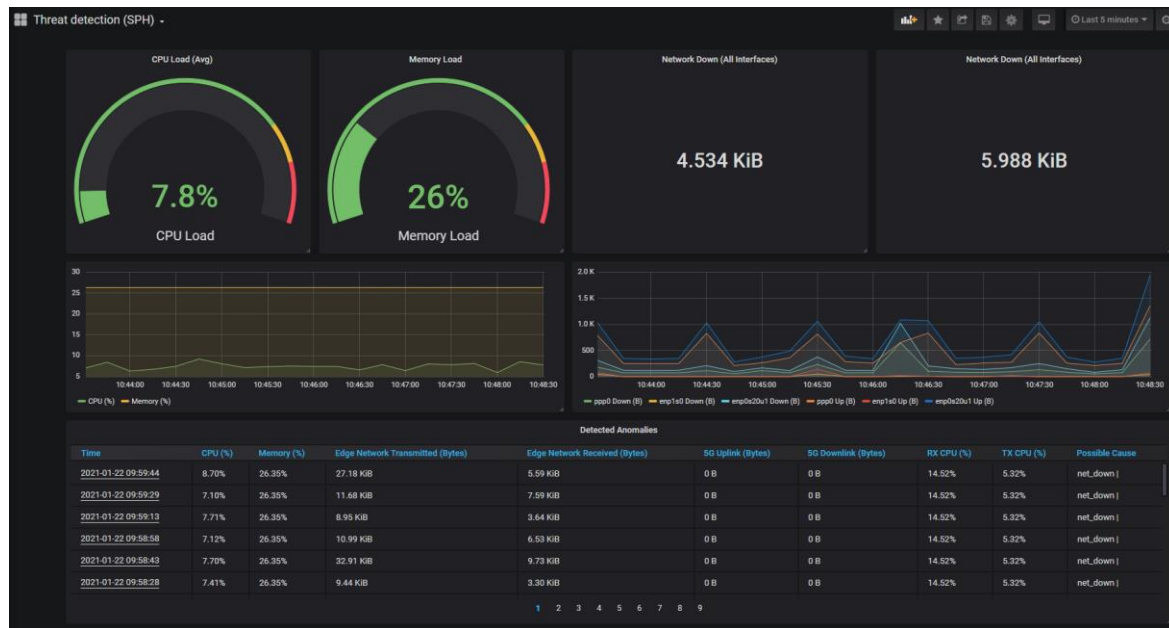 Threat detection (SPH)
Last 5 minutes
CPU Load (Avg)
7.8%
CPU Load
Memory Load
26%
Memory Load
Network Down (All Interfaces)
4.534 KiB
Network Down (All Interfaces)
5.988 KiB
30
25
20
15
10
5
10:44:00 10:44:30 10:45:00 10:45:30 10:46:00 10:46:30 10:47:00 10:47:30 10:48:00 10:48:30
CPU (%) Memory (%)
2.0 K
1.5 K
1.0 K
500
0
10:44:00 10:44:30 10:45:00 10:45:30 10:46:00 10:46:30 10:47:00 10:47:30 10:48:00 10:48:30
ppp0 Down (B) enp1s0 Down (B) enp0s20u1 Down (B) ppp0 Up (B) enp1s0 Up (B) enp0s20u1 Up (B)
Detected Anomalies
Time CPU (%) Memory (%) Edge Network Transmitted (Bytes) Edge Network Received (Bytes) 5G Uplink (Bytes) 5G Downlink (Bytes) RX CPU (%) TX CPU (%) Possible Cause
2021-01-22 09:59:44 8.70% 26.35% 27.18 KiB 5.59 KiB 0 B 0 B 14.52% 5.32% net_down |
2021-01-22 09:59:29 7.10% 26.35% 11.68 KiB 7.59 KiB 0 B 0 B 14.52% 5.32% net_down |
2021-01-22 09:59:13 7.71% 26.35% 8.95 KiB 3.64 KiB 0 B 0 B 14.52% 5.32% net_down |
2021-01-22 09:58:58 7.12% 26.35% 10.99 KiB 6.53 KiB 0 B 0 B 14.52% 5.32% net_down |
2021-01-22 09:58:43 7.70% 26.35% 32.91 KiB 9.73 KiB 0 B 0 B 14.52% 5.32% net_down |
2021-01-22 09:58:28 7.41% 26.35% 9.44 KiB 3.30 KiB 0 B 0 B 14.52% 5.32% net_down |
1 2 3 4 5 6 7 8 9